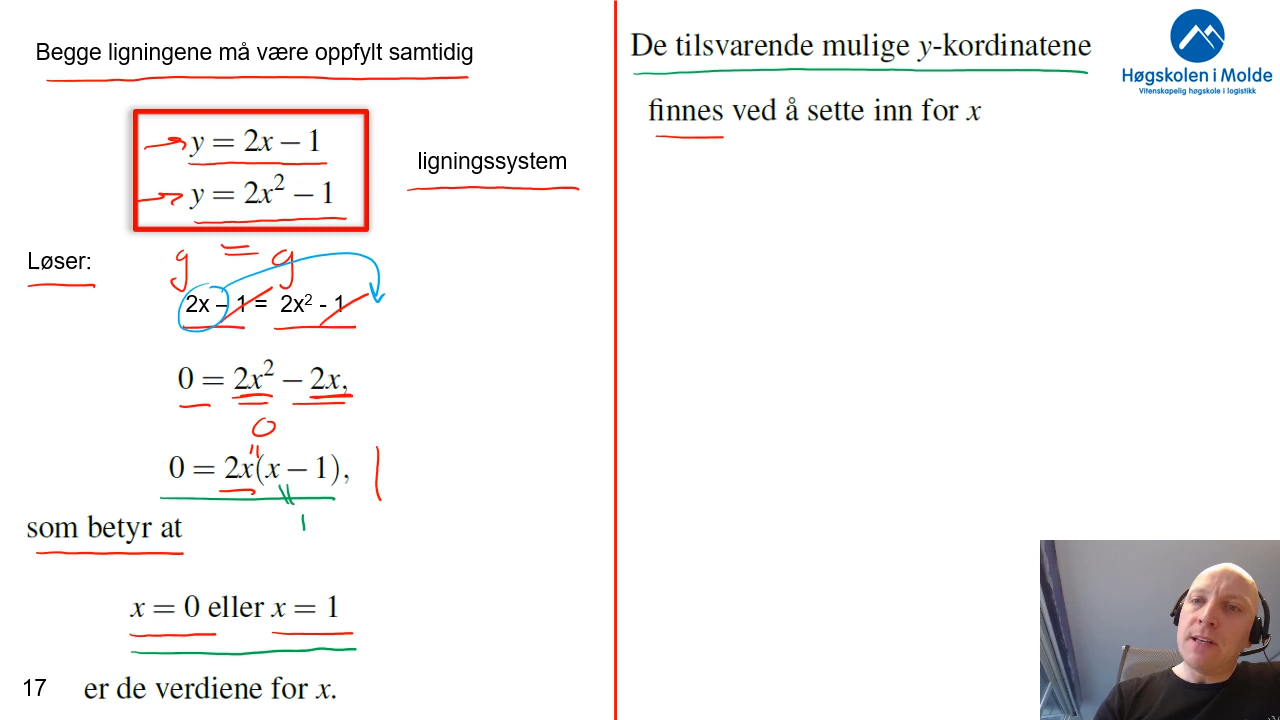 Begge ligningene må være oppfylt samtidig
y = 2x − 1
y = 2x² − 1
ligningssystem
Løser:
y = y
2x – 1 = 2x² - 1
0 = 2x² − 2x,
0
"
0 = 2x(x − 1),
1
som betyr at
x = 0 eller x = 1
17 er de verdiene for x.
De tilsvarende mulige y-kordinatene
finnes ved å sette inn for x
Høgskolen i Molde
Vitenskapelig høgskole i logistikk